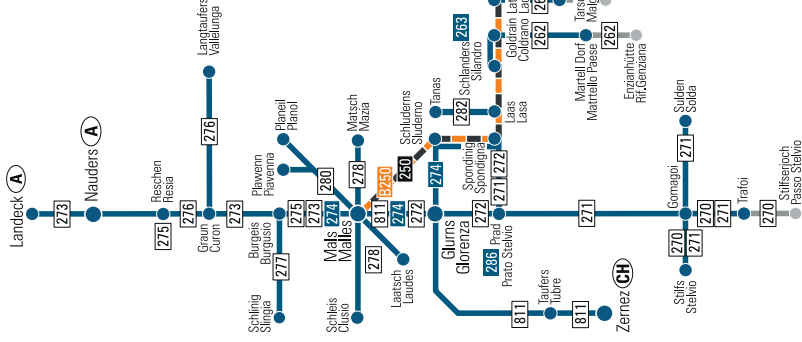 Landeck A
273
Nauders A
Reschen
Resia
275
276
Langtaufers
Vallelunga
276
Graun
Curon
273
Plawenn
Piavenna
Planeil
Planol
280
Burgeis
Burgusio
275
273
274
277
Schlinig
Slingia
Mals
Malles
Matsch
Mazia
278
B250
250
811
274
272
278
Schleis
Clusio
Laatsch
Laudes
Schluderns
Sluderno
274
Glurns
Glorenza
Tanas
282
Laas
Lasa
Spondinig
Spondigna
271
272
272
Prad
Prato Stelvio
286
263
Schlanders
Silandro
Goldrain
Coldrano
262
Martell Dorf
Matrtello Paese
262
Enzianhütte
Rif.Genziana
811
Taufers
Tubre
811
Zernez CH
271
Gomagoi
271
Sulden
Solda
270
271
Stilfs
Stelvio
270
271
Trafoi
270
Stilfserjoch
Passo Stelvio